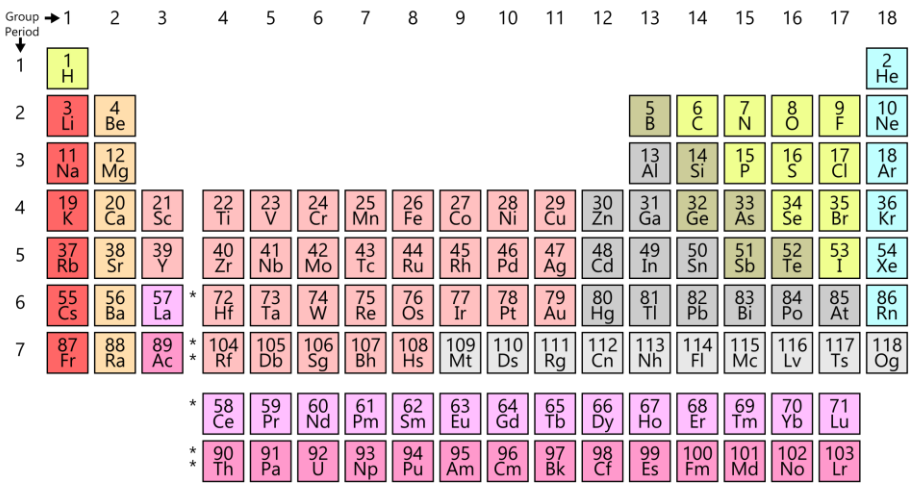 Group → 1 2 3 4 5 6 7 8 9 10 11 12 13 14 15 16 17 18
Period
↓
1 1 2
H He
2 3 4 5 6 7 8 9 10
Li Be B C N O F Ne
3 11 12 13 14 15 16 17 18
Na Mg Al Si P S Cl Ar
4 19 20 21 22 23 24 25 26 27 28 29 30 31 32 33 34 35 36
K Ca Sc Ti V Cr Mn Fe Co Ni Cu Zn Ga Ge As Se Br Kr
5 37 38 39 40 41 42 43 44 45 46 47 48 49 50 51 52 53 54
Rb Sr Y Zr Nb Mo Tc Ru Rh Pd Ag Cd In Sn Sb Te I Xe
6 55 56 57 * 72 73 74 75 76 77 78 79 80 81 82 83 84 85 86
Cs Ba La Hf Ta W Re Os Ir Pt Au Hg Tl Pb Bi Po At Rn
7 87 88 89 * 104 105 106 107 108 109 110 111 112 113 114 115 116 117 118
Fr Ra Ac * Rf Db Sg Bh Hs Mt Ds Rg Cn Nh Fl Mc Lv Ts Og
* 58 59 60 61 62 63 64 65 66 67 68 69 70 71
Ce Pr Nd Pm Sm Eu Gd Tb Dy Ho Er Tm Yb Lu
* 90 91 92 93 94 95 96 97 98 99 100 101 102 103
* Th Pa U Np Pu Am Cm Bk Cf Es Fm Md No Lr